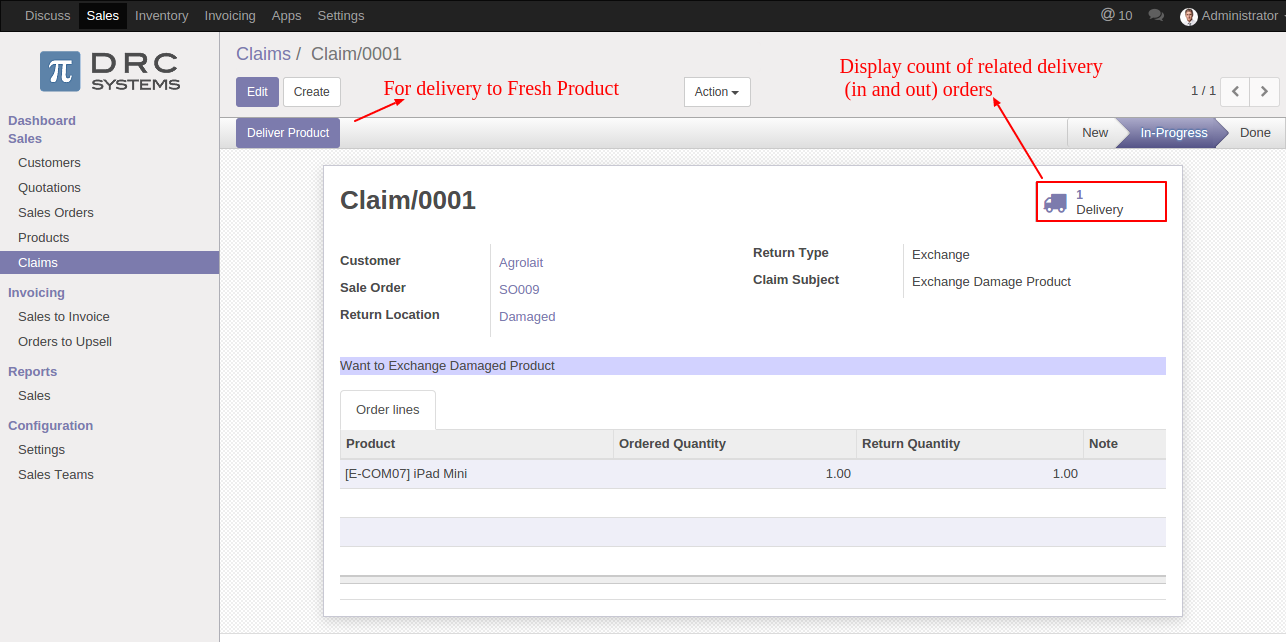 Discuss Sales Inventory Invoicing Apps Settings @ 10 Administrator
π DRC
SYSTEMS
Dashboard
Sales
Customers
Quotations
Sales Orders
Products
Claims
Invoicing
Sales to Invoice
Orders to Upsell
Reports
Sales
Configuration
Settings
Sales Teams
Claims / Claim/0001
Edit Create
For delivery to Fresh Product
Action
Display count of related delivery
(in and out) orders
1 / 1
Deliver Product
New In-Progress Done
Claim/0001
1
Delivery
Customer Agrolait
Sale Order SO009
Return Location Damaged
Return Type Exchange
Claim Subject Exchange Damage Product
Want to Exchange Damaged Product
Order lines
Product Ordered Quantity Return Quantity Note
[E-COM07] iPad Mini 1.00 1.00